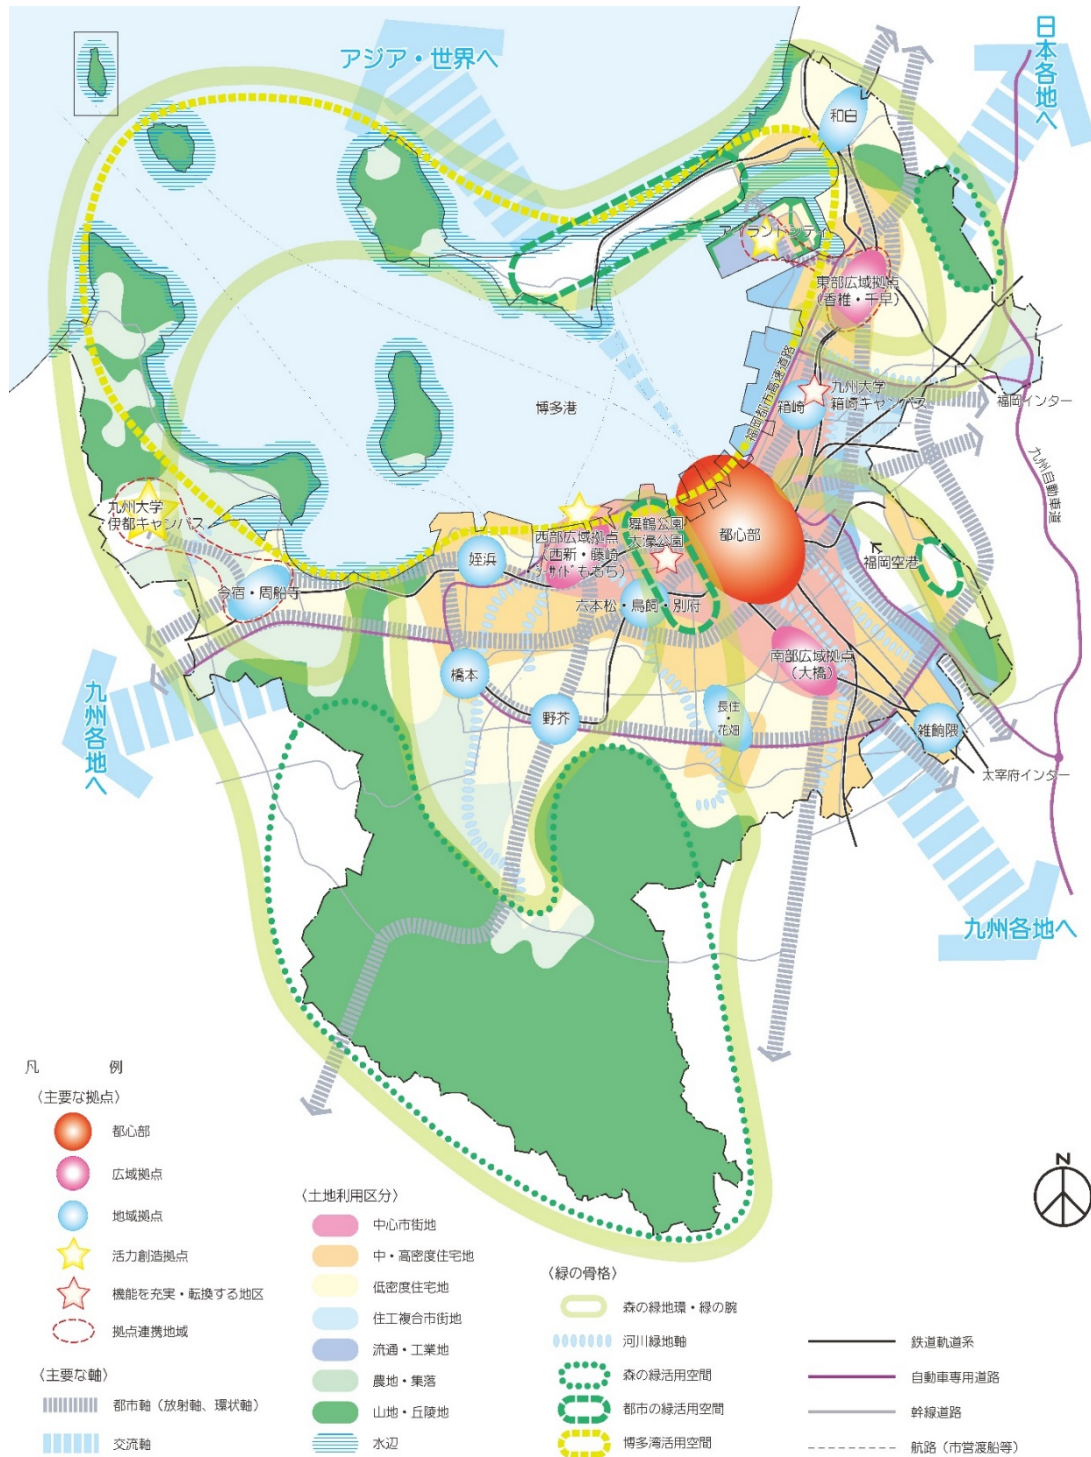 アジア・世界へ
日本各地へ
和白
アイランドシティ
東部広域拠点
(香椎・千早)
福岡都市高速道路
博多港
九州大学
箱崎キャンパス
箱崎
福岡インター
九州自動車道
九州大学
伊都キャンパス
西部広域拠点
(西新・藤崎
・シーサイドももち)
舞鶴公園
大濠公園
都心部
福岡空港
姪浜
今宿・周船寺
六本松・鳥飼・別府
橋本
南部広域拠点
(大橋)
野芥
長住
・
花畑
雑餉隈
太宰府インター
九州各地へ
九州各地へ
凡 例
〈主要な拠点〉
都心部
広域拠点
地域拠点
活力創造拠点
機能を充実・転換する地区
拠点連携地域
〈主要な軸〉
都市軸(放射軸、環状軸)
交流軸
〈土地利用区分〉
中心市街地
中・高密度住宅地
低密度住宅地
住工複合市街地
流通・工業地
農地・集落
山地・丘陵地
水辺
〈緑の骨格〉
森の緑地環・緑の腕
河川緑地軸
森の緑活用空間
都市の緑活用空間
博多湾活用空間
鉄道軌道系
自動車専用道路
幹線道路
航路(市営渡船等)
N